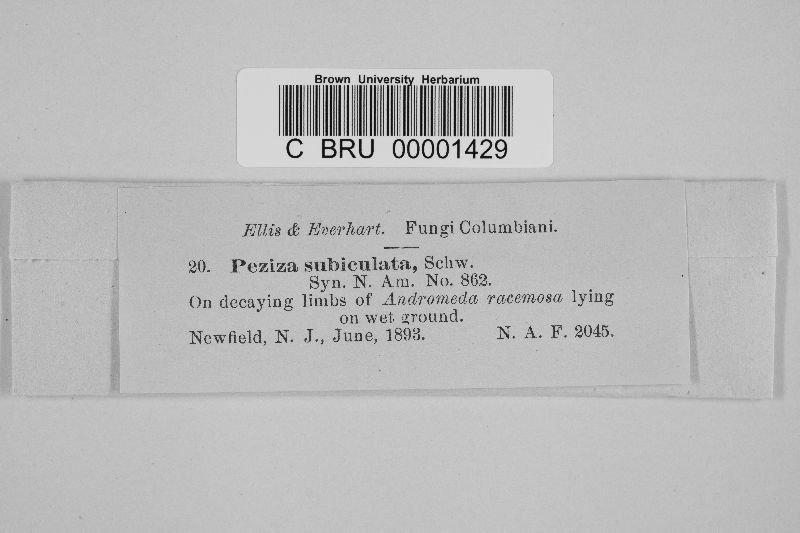 Brown University Herbarium
C BRU 00001429
Ellis & Everhart. Fungi Columbiani.
20. Peziza subiculata, Schw.
Syn. N. Am. No. 862.
On decaying limbs of Andromeda racemosa lying
on wet ground.
Newfield, N. J., June, 1893. N. A. F. 2045.